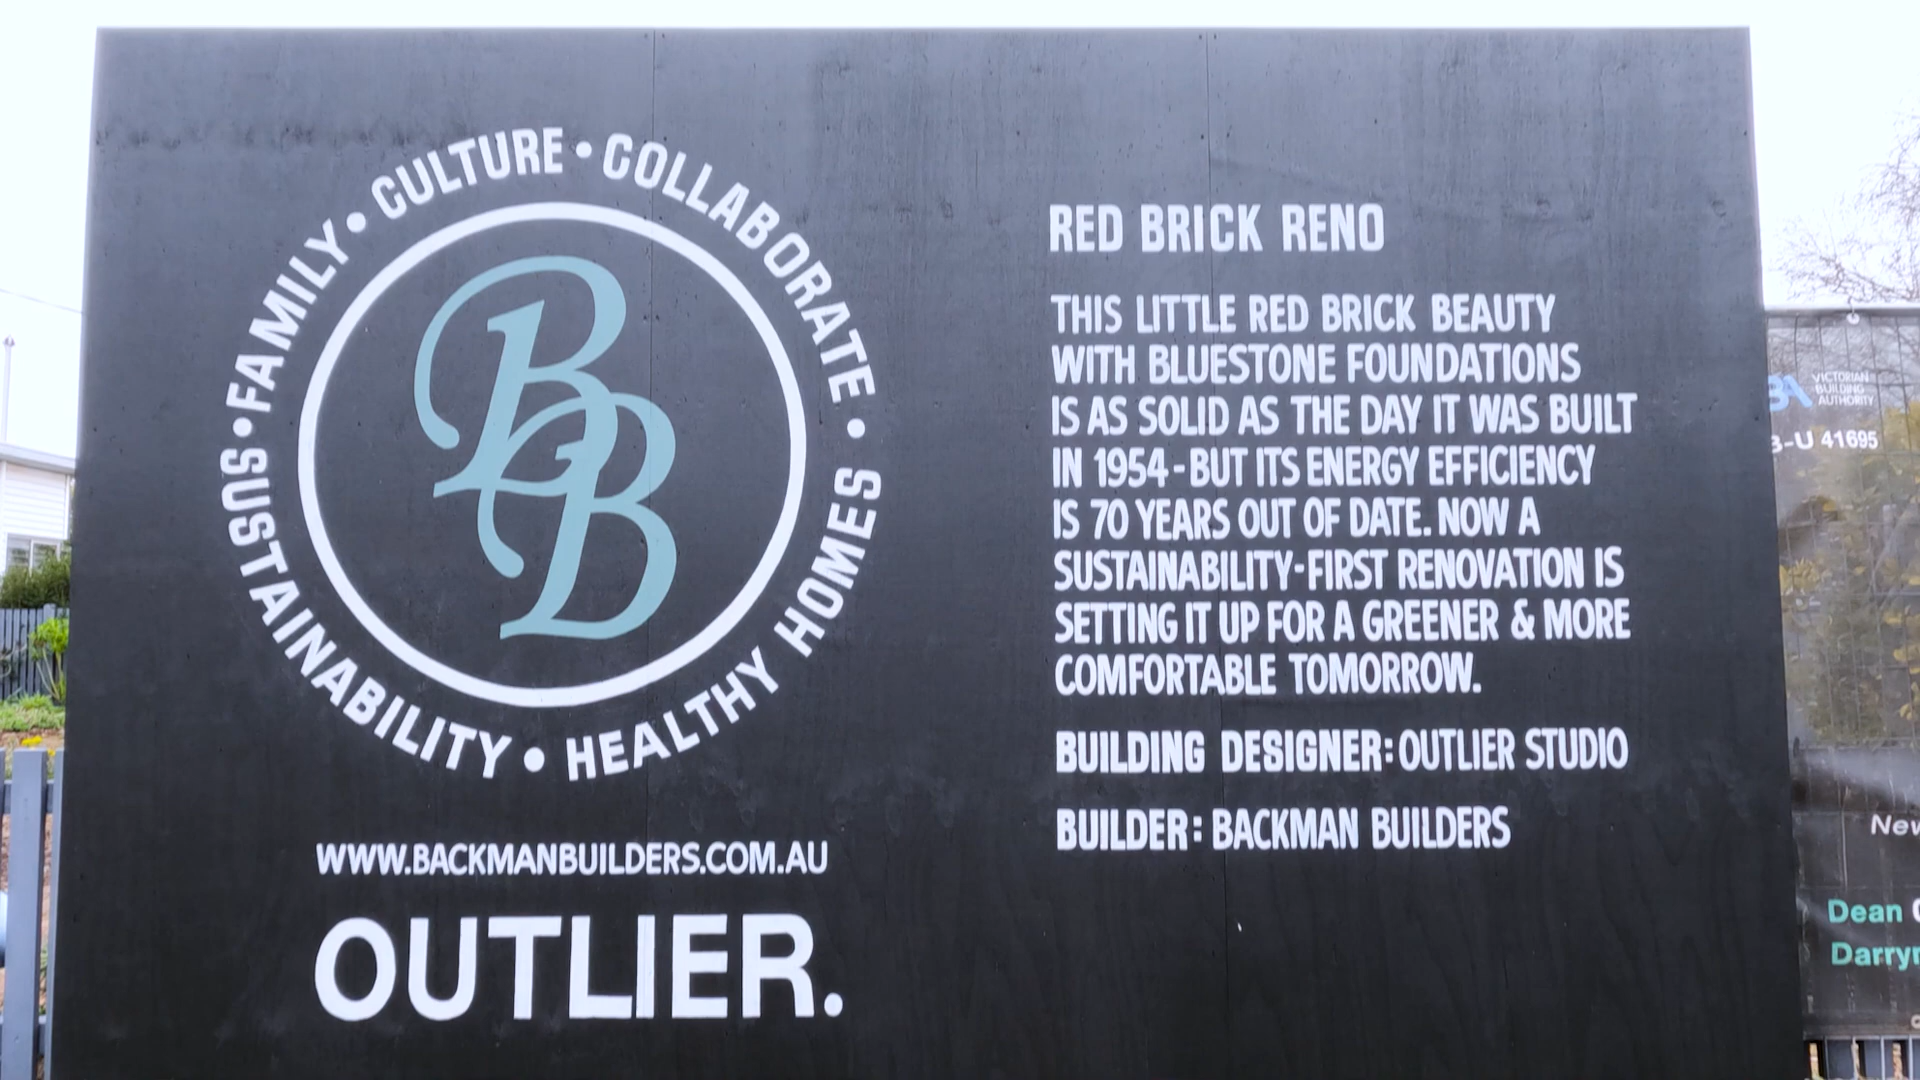 FAMILY • CULTURE • COLLABORATE • HEALTHY HOMES • SUSTAINABILITY •
BB
WWW.BACKMANBUILDERS.COM.AU
OUTLIER.
RED BRICK RENO
THIS LITTLE RED BRICK BEAUTY
WITH BLUESTONE FOUNDATIONS
IS AS SOLID AS THE DAY IT WAS BUILT
IN 1954-BUT ITS ENERGY EFFICIENCY
IS 70 YEARS OUT OF DATE. NOW A
SUSTAINABILITY-FIRST RENOVATION IS
SETTING IT UP FOR A GREENER & MORE
COMFORTABLE TOMORROW.
BUILDING DESIGNER: OUTLIER STUDIO
BUILDER: BACKMAN BUILDERS
VICTORIAN
BUILDING
AUTHORITY
-U 41695
Dean